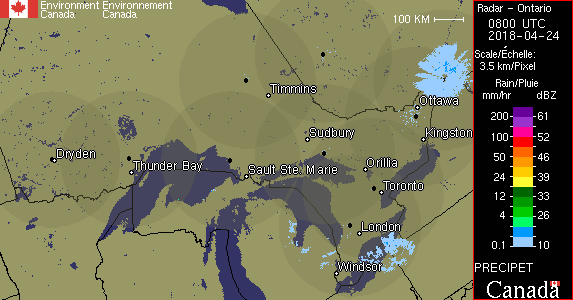 Environment Environnement
Canada Canada
100 KM
Radar - Ontario
0800 UTC
2018-04-24
Scale/Échelle:
3.5 km/Pixel
Rain/Pluie
mm/hr dBZ
200 61
100 52
50 46
24 39
12 33
4 26
0.1 10
PRECIPET
Canada
Timmins
Ottawa
Sudbury
Kingston
Dryden
Thunder Bay
Sault Ste. Marie
Orillia
Toronto
London
Windsor